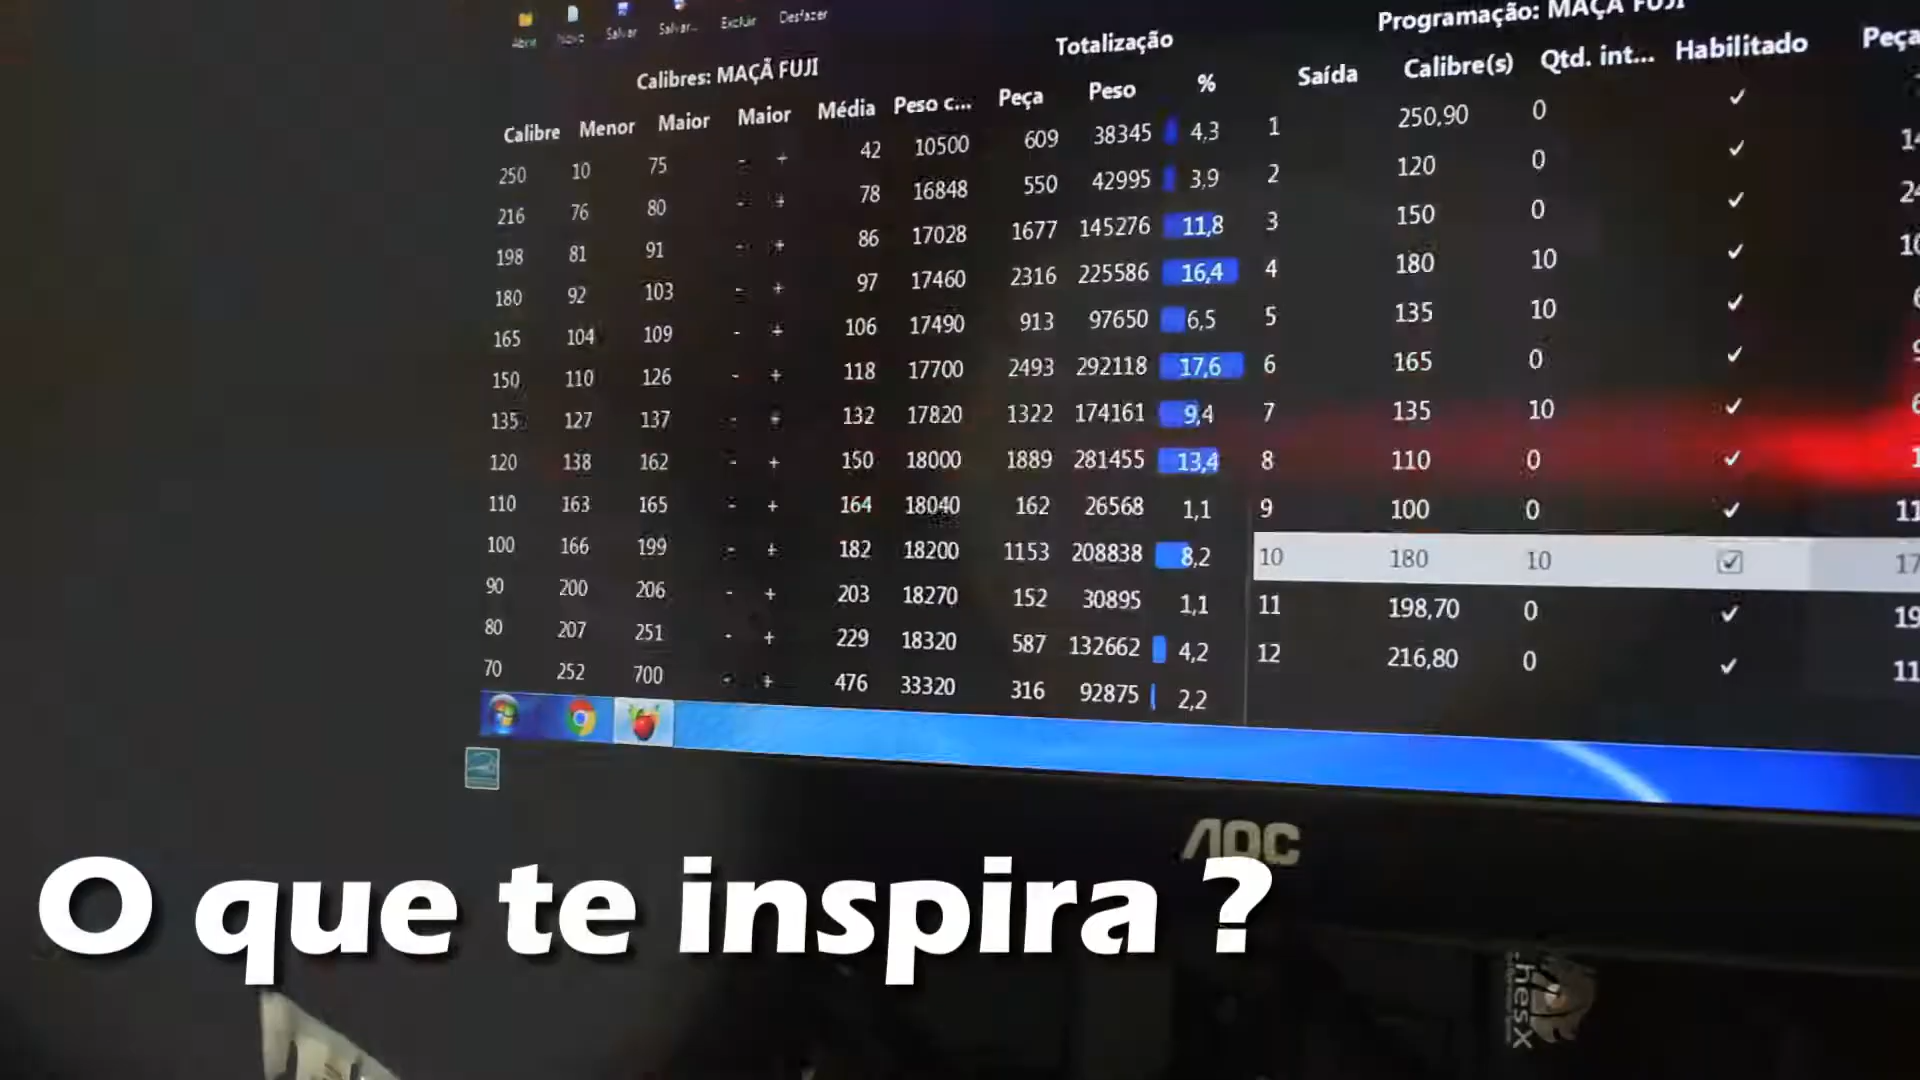 Abrir Novo Salvar Salvar... Excluir Desfazer
Calibres: MAÇÃ FUJI Totalização Programação: MAÇÃ FUJI
Calibre Menor Maior Maior Média Peso c... Peça Peso % Saída Calibre(s) Qtd. int... Habilitado Peça
250 10 75 - + 42 10500 609 38345 4,3 1 250,90 0 ✓
216 76 80 - + 78 16848 550 42995 3,9 2 120 0 ✓
198 81 91 - + 86 17028 1677 145276 11,8 3 150 0 ✓
180 92 103 - + 97 17460 2316 225586 16,4 4 180 10 ✓
165 104 109 - + 106 17490 913 97650 6,5 5 135 10 ✓
150 110 126 - + 118 17700 2493 292118 17,6 6 165 0 ✓
135 127 137 - + 132 17820 1322 174161 9,4 7 135 10 ✓
120 138 162 - + 150 18000 1889 281455 13,4 8 110 0 ✓
110 163 165 - + 164 18040 162 26568 1,1 9 100 0 ✓ 11
100 166 199 - + 182 18200 1153 208838 8,2 10 180 10 ✓ 17
90 200 206 - + 203 18270 152 30895 1,1 11 198,70 0 ✓ 19
80 207 251 - + 229 18320 587 132662 4,2 12 216,80 0 ✓ 11
70 252 700 - + 476 33320 316 92875 2,2
AOC
O que te inspira ?
hesx